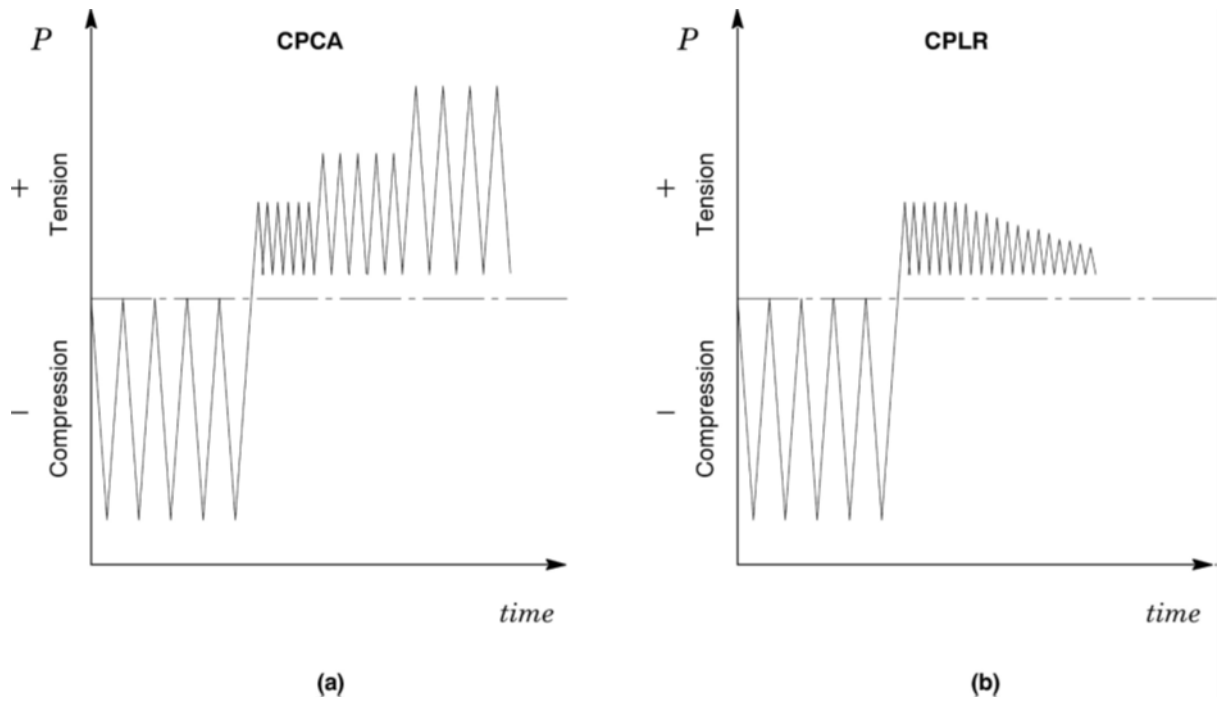 P
CPCA
+
Tension
−
Compression
time
(a)
P
CPLR
+
Tension
−
Compression
time
(b)